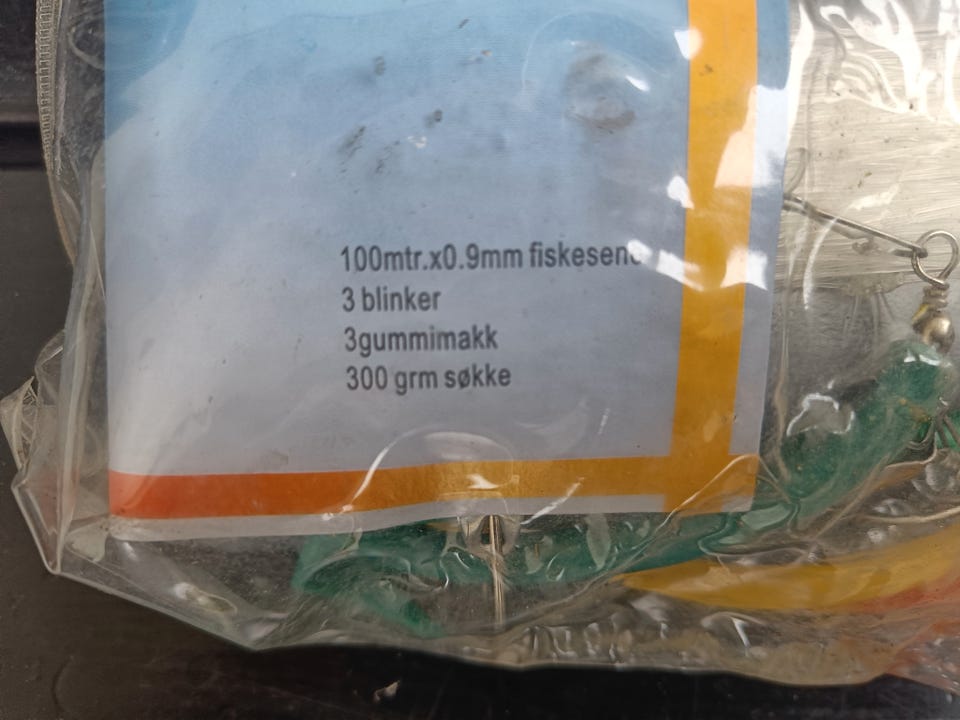 100mtr.x0.9mm fiskesene
3 blinker
3gummimakk
300 grm søkke